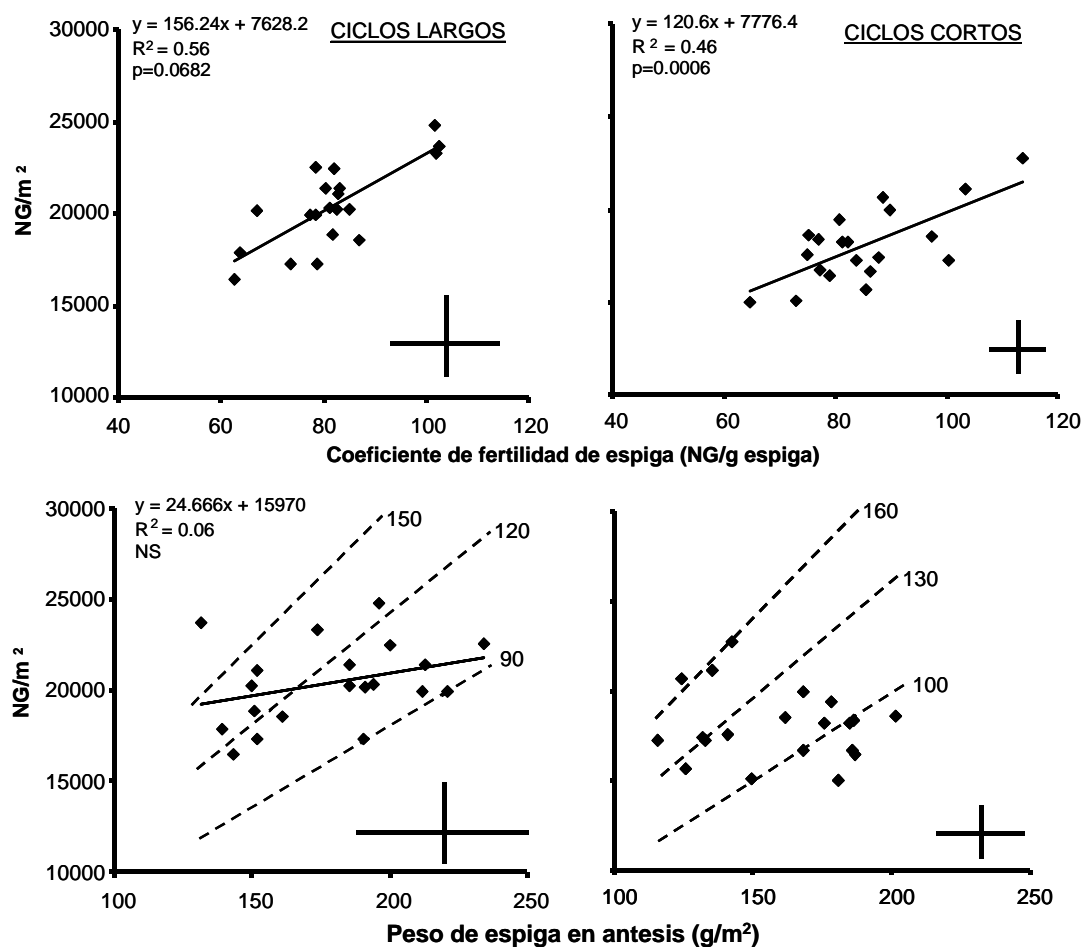 y = 156.24x + 7628.2
R² = 0.56
p=0.0682
CICLOS LARGOS
y = 120.6x + 7776.4
R ² = 0.46
p=0.0006
CICLOS CORTOS
30000
25000
20000
15000
10000
NG/m ²
40 60 80 100 120
40 60 80 100 120
Coeficiente de fertilidad de espiga (NG/g espiga)
y = 24.666x + 15970
R ² = 0.06
NS
150
120
90
160
130
100
30000
25000
20000
15000
10000
NG/m ²
100 150 200 250
100 150 200 250
Peso de espiga en antesis (g/m²)